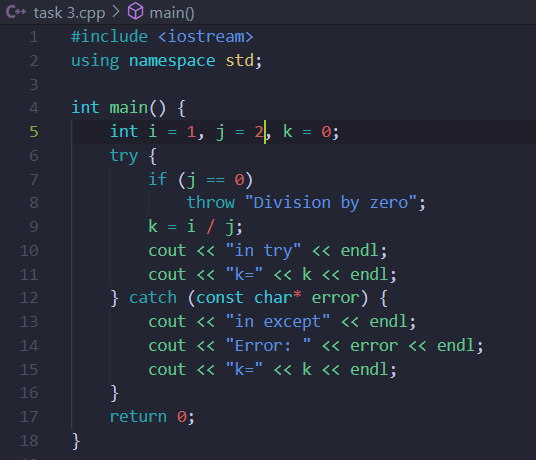 C++ task 3.cpp > main()
1 #include <iostream>
2 using namespace std;
3
4 int main() {
5     int i = 1, j = 2, k = 0;
6     try {
7         if (j == 0)
8             throw "Division by zero";
9         k = i / j;
10         cout << "in try" << endl;
11         cout << "k=" << k << endl;
12     } catch (const char* error) {
13         cout << "in except" << endl;
14         cout << "Error: " << error << endl;
15         cout << "k=" << k << endl;
16     }
17     return 0;
18 }